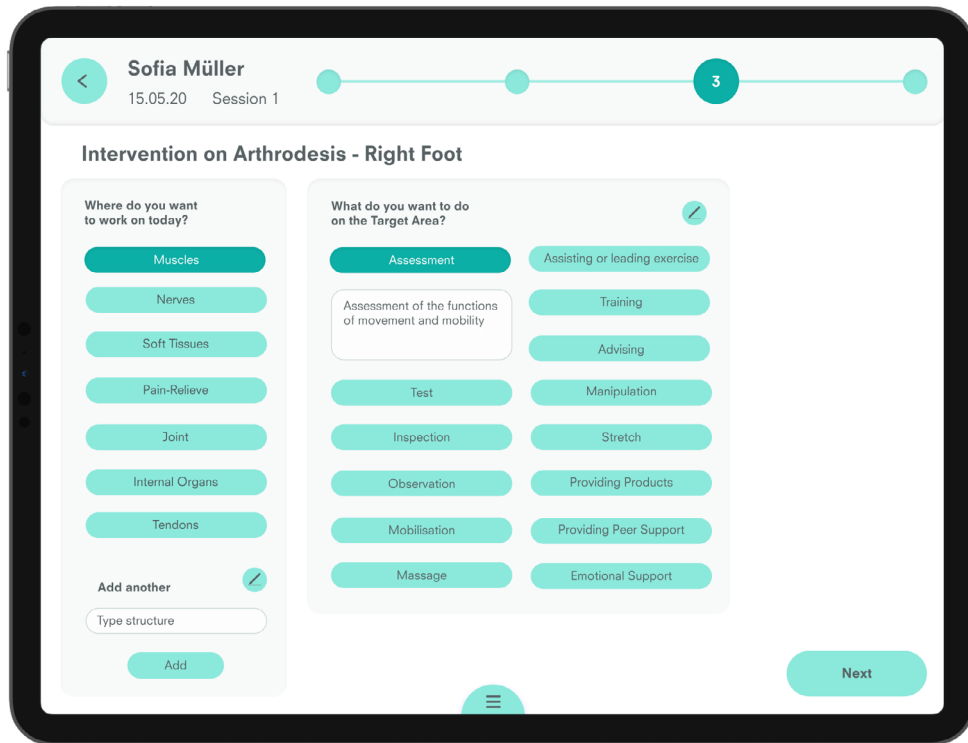 Sofia Müller
15.05.20 Session 1
3
Intervention on Arthrodesis - Right Foot
Where do you want
to work on today?
Muscles
Nerves
Soft Tissues
Pain-Relieve
Joint
Internal Organs
Tendons
Add another
Type structure
Add
What do you want to do
on the Target Area?
Assessment
Assessment of the functions
of movement and mobility
Test
Inspection
Observation
Mobilisation
Massage
Assisting or leading exercise
Training
Advising
Manipulation
Stretch
Providing Products
Providing Peer Support
Emotional Support
Next